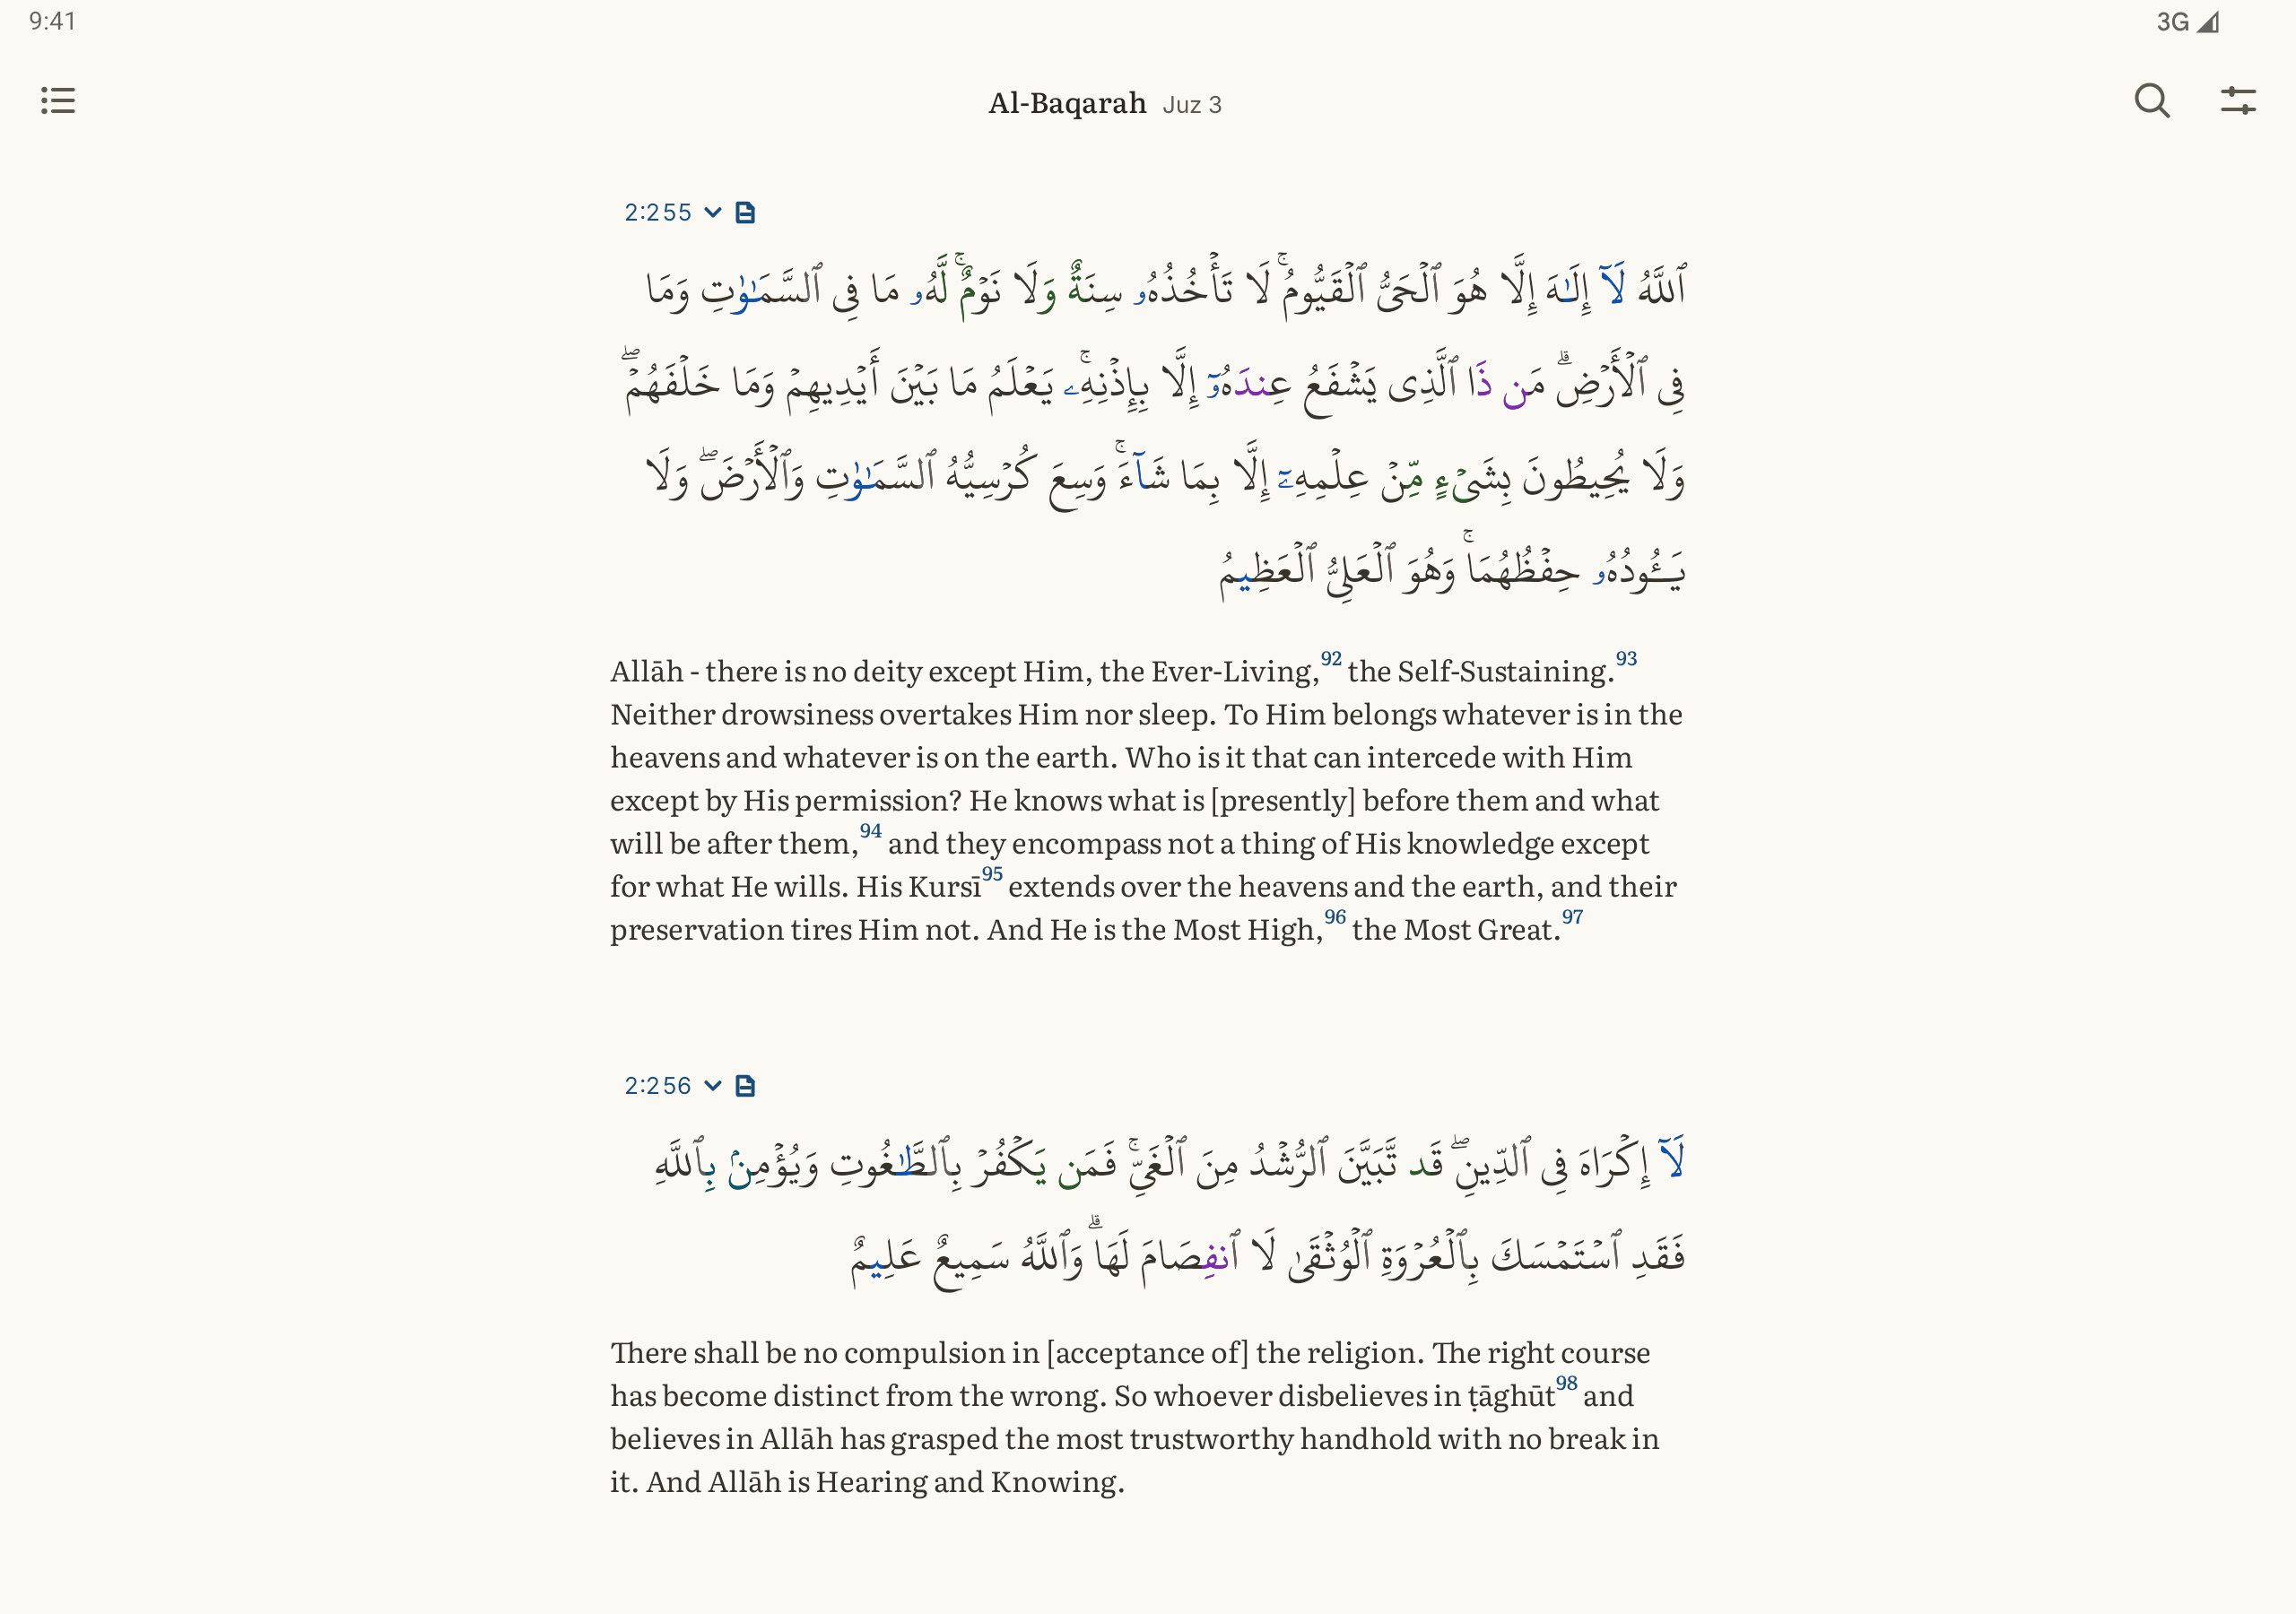 9:41
3G
Al-Baqarah Juz 3
2:255
ٱللَّهُ لَآ إِلَـٰهَ إِلَّا هُوَ ٱلْحَىُّ ٱلْقَيُّومُ ۚ لَا تَأْخُذُهُۥ سِنَةٌ وَلَا نَوْمٌ ۚ لَّهُۥ مَا فِى ٱلسَّمَـٰوَٰتِ وَمَا
فِى ٱلْأَرْضِ ۗ مَن ذَا ٱلَّذِى يَشْفَعُ عِندَهُۥٓ إِلَّا بِإِذْنِهِۦ ۚ يَعْلَمُ مَا بَيْنَ أَيْدِيهِمْ وَمَا خَلْفَهُمْ ۖ
وَلَا يُحِيطُونَ بِشَىْءٍ مِّنْ عِلْمِهِۦٓ إِلَّا بِمَا شَآءَ ۚ وَسِعَ كُرْسِيُّهُ ٱلسَّمَـٰوَٰتِ وَٱلْأَرْضَ ۖ وَلَا
يَـُٔودُهُۥ حِفْظُهُمَا ۚ وَهُوَ ٱلْعَلِىُّ ٱلْعَظِيمُ
Allāh - there is no deity except Him, the Ever-Living,92 the Self-Sustaining.93
Neither drowsiness overtakes Him nor sleep. To Him belongs whatever is in the
heavens and whatever is on the earth. Who is it that can intercede with Him
except by His permission? He knows what is [presently] before them and what
will be after them,94 and they encompass not a thing of His knowledge except
for what He wills. His Kursī95 extends over the heavens and the earth, and their
preservation tires Him not. And He is the Most High,96 the Most Great.97
2:256
لَآ إِكْرَاهَ فِى ٱلدِّينِ ۖ قَد تَّبَيَّنَ ٱلرُّشْدُ مِنَ ٱلْغَىِّ ۚ فَمَن يَكْفُرْ بِٱلطَّـٰغُوتِ وَيُؤْمِنۢ بِٱللَّهِ
فَقَدِ ٱسْتَمْسَكَ بِٱلْعُرْوَةِ ٱلْوُثْقَىٰ لَا ٱنفِصَامَ لَهَا ۗ وَٱللَّهُ سَمِيعٌ عَلِيمٌ
There shall be no compulsion in [acceptance of] the religion. The right course
has become distinct from the wrong. So whoever disbelieves in ṭāghūt98 and
believes in Allāh has grasped the most trustworthy handhold with no break in
it. And Allāh is Hearing and Knowing.